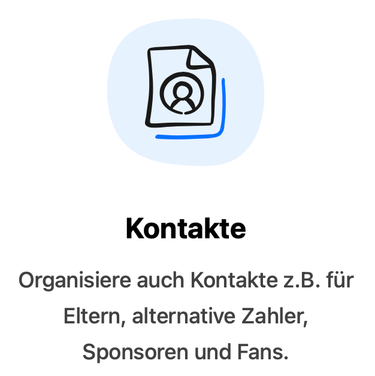 Kontakte
Organisiere auch Kontakte z.B. für
Eltern, alternative Zahler,
Sponsoren und Fans.